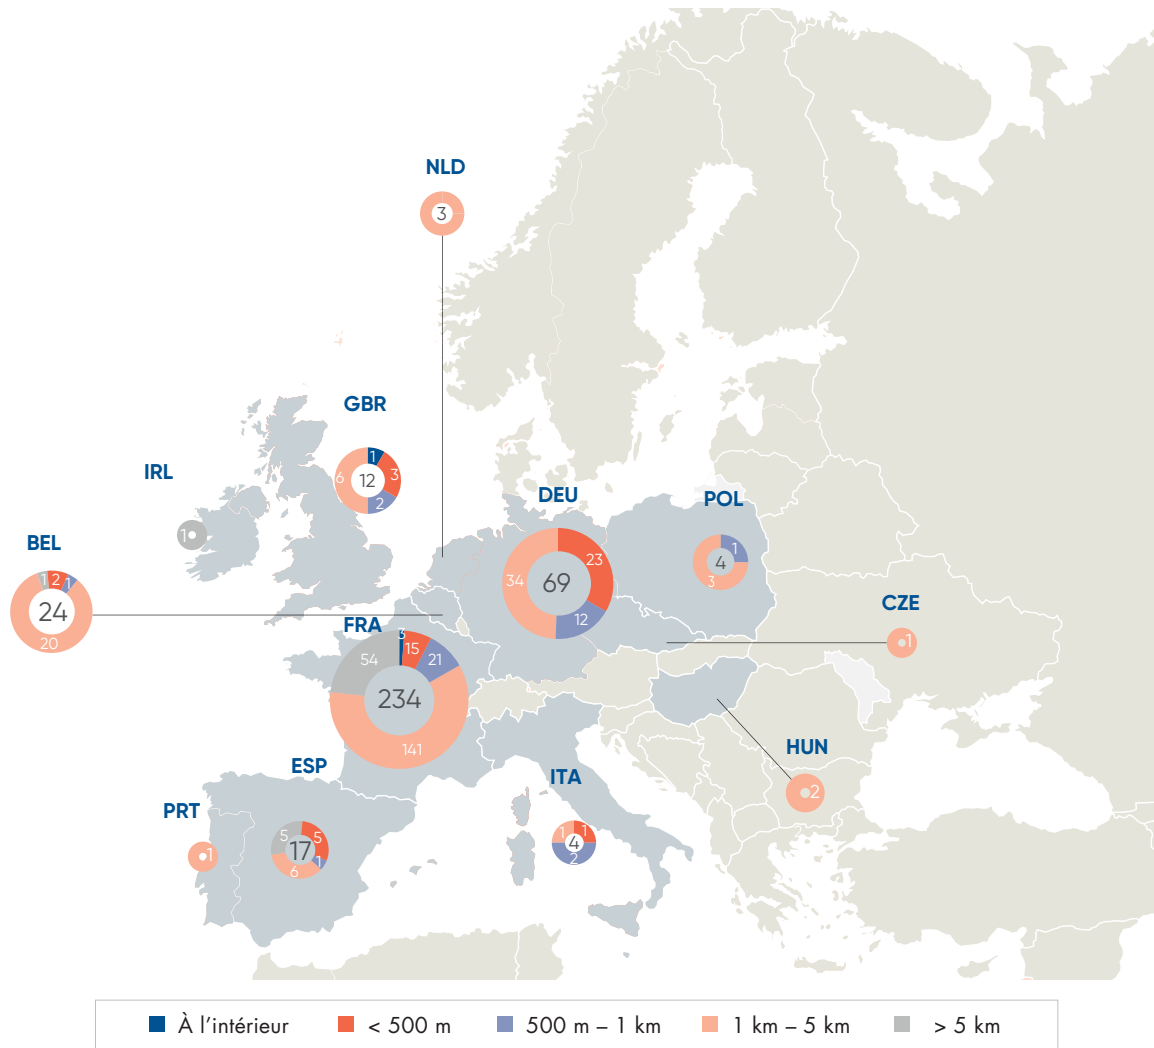 NLD
3
GBR
1
3
6
12
2
IRL
1
DEU
23
34
69
12
POL
1
4
3
BEL
1
2
1
24
20
CZE
1
FRA
3
15
54
21
234
141
HUN
2
ESP
5
5
17
1
6
ITA
1
1
4
2
PRT
1
À l’intérieur
< 500 m
500 m – 1 km
1 km – 5 km
> 5 km